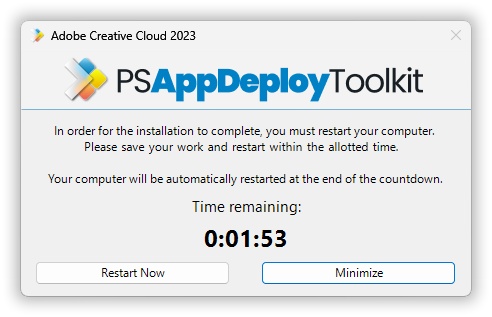 Adobe Creative Cloud 2023
PSAppDeployToolkit
In order for the installation to complete, you must restart your computer.
Please save your work and restart within the allotted time.
Your computer will be automatically restarted at the end of the countdown.
Time remaining:
0:01:53
Restart Now
Minimize